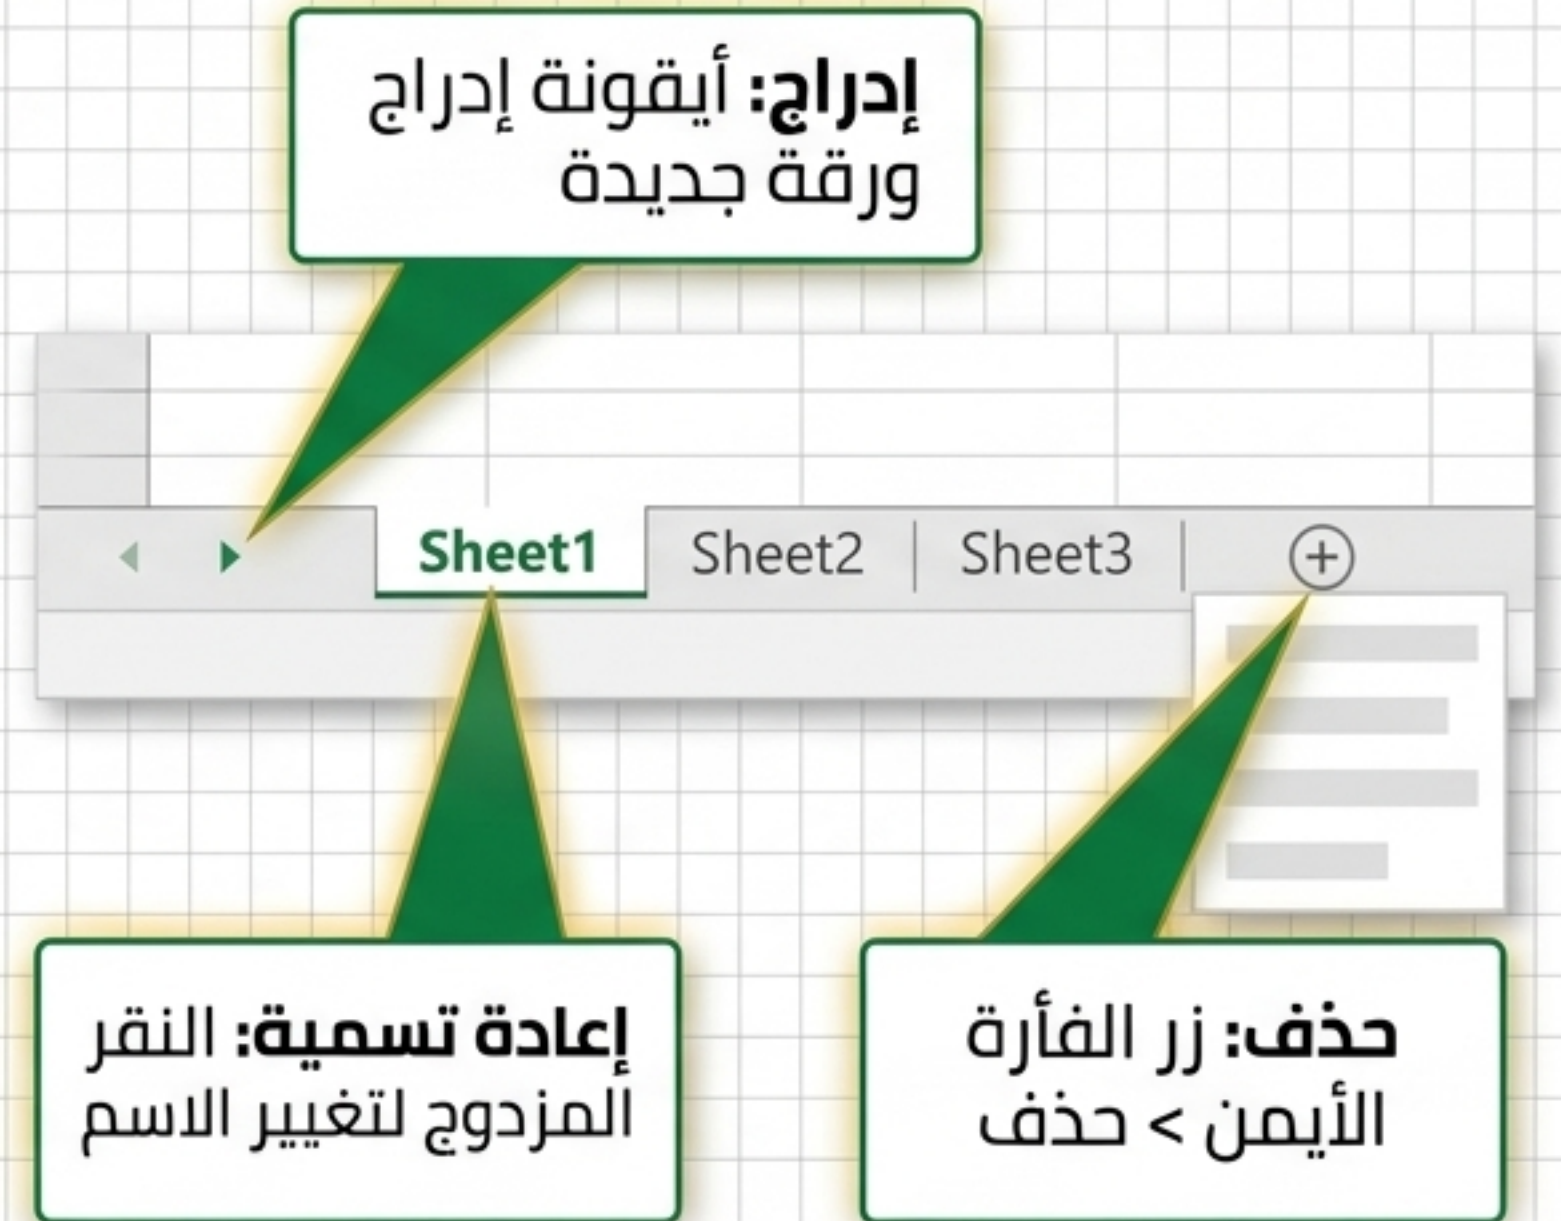 إدراج: أيقونة إدراج
ورقة جديدة
Sheet1 Sheet2 Sheet3
إعادة تسمية: النقر
المزدوج لتغيير الاسم
حذف: زر الفأرة
الأيمن > حذف